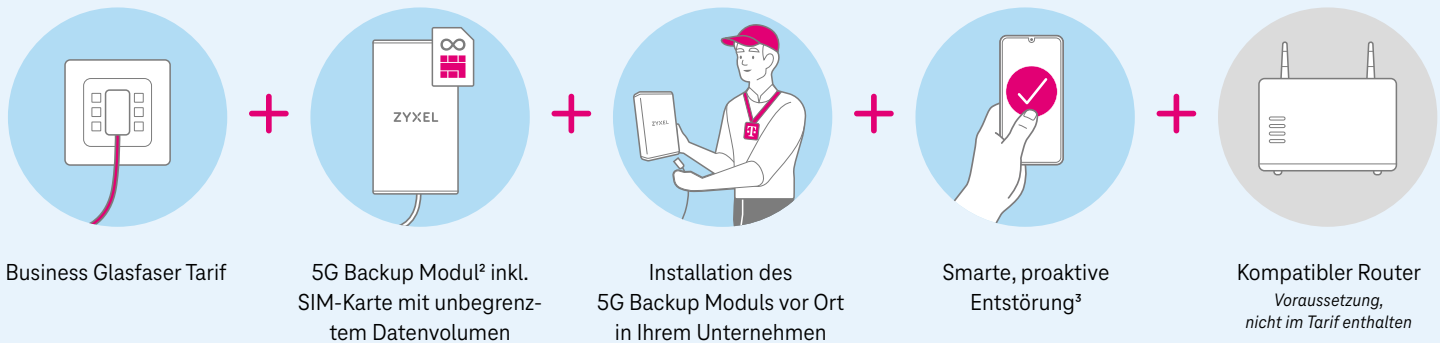 ZYXEL
ZYXEL
T
Business Glasfaser Tarif
5G Backup Modul² inkl.
SIM-Karte mit unbegrenz-
tem Datenvolumen
Installation des
5G Backup Moduls vor Ort
in Ihrem Unternehmen
Smarte, proaktive
Entstörung³
Kompatibler Router
Voraussetzung,
nicht im Tarif enthalten